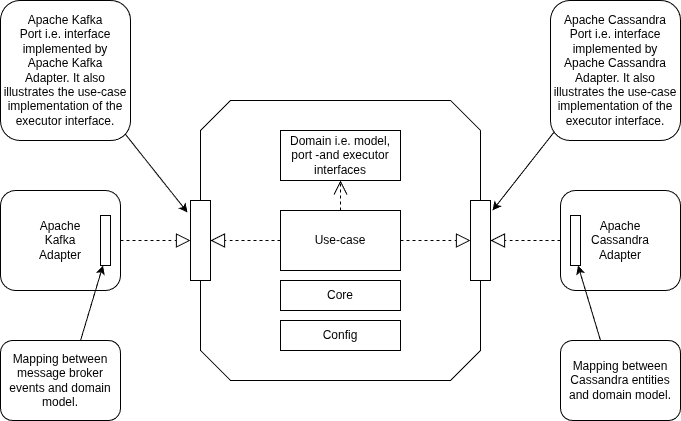 Apache Kafka
Port i.e. interface
implemented by
Apache Kafka
Adapter. It also
illustrates the use-case
implementation of the
executor interface.
Apache Cassandra
Port i.e. interface
implemented by
Apache Cassandra
Adapter. It also
illustrates the use-case
implementation of the
executor interface.
Domain i.e. model,
port -and executor
interfaces
Apache
Kafka
Adapter
Use-case
Apache
Cassandra
Adapter
Core
Config
Mapping between
message broker
events and domain
model.
Mapping between
Cassandra entities
and domain model.